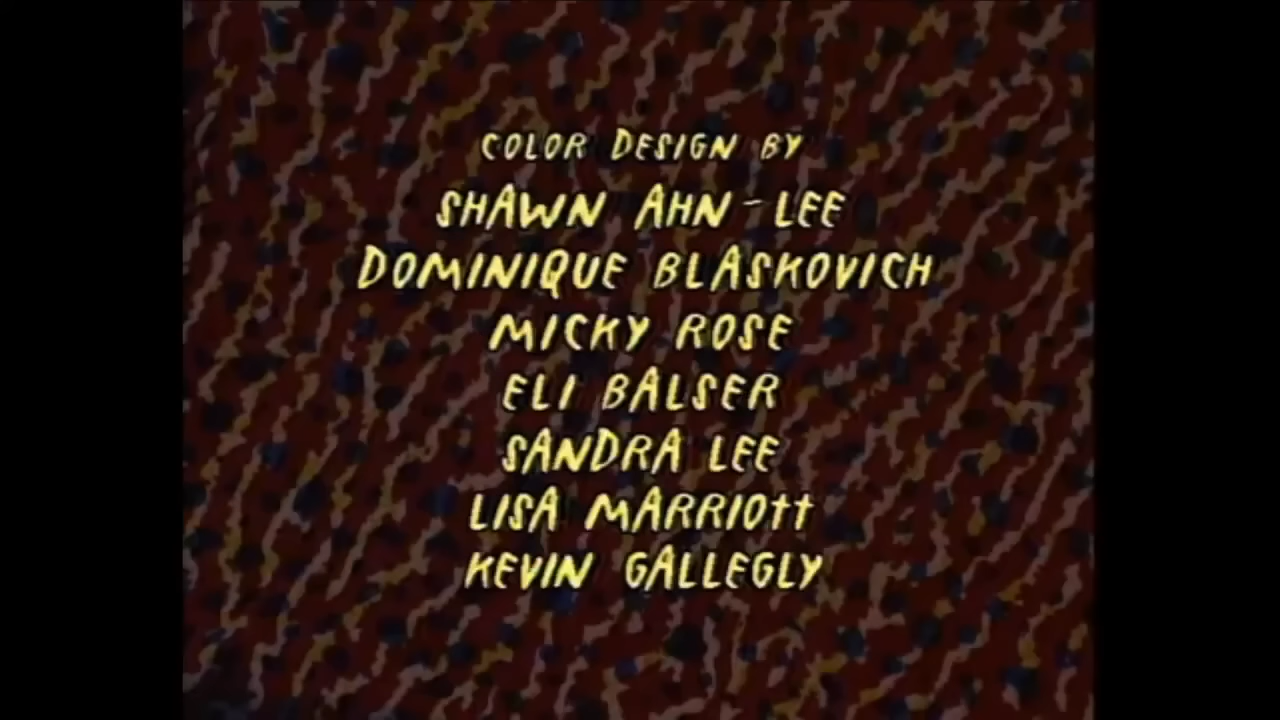 COLOR DESIGN BY
SHAWN AHN-LEE
DOMINIQUE BLASKOVICH
MICKY ROSE
ELI BALSER
SANDRA LEE
LISA MARRIOtt
KEVIN GALLEGLY